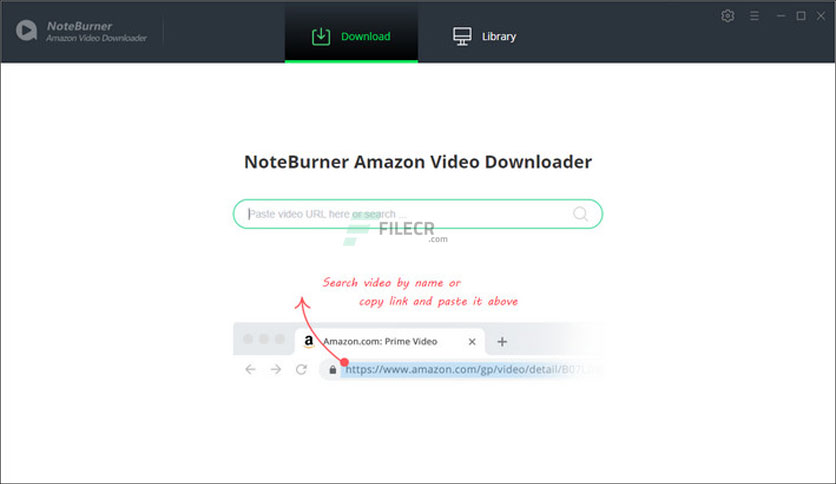 NoteBurner
Amazon Video Downloader
Download
Library
NoteBurner Amazon Video Downloader
Paste video URL here or search ...
FILECR
.com
Search video by name or
copy link and paste it above
a
Amazon.com: Prime Video
https://www.amazon.com/gp/video/detail/B07L